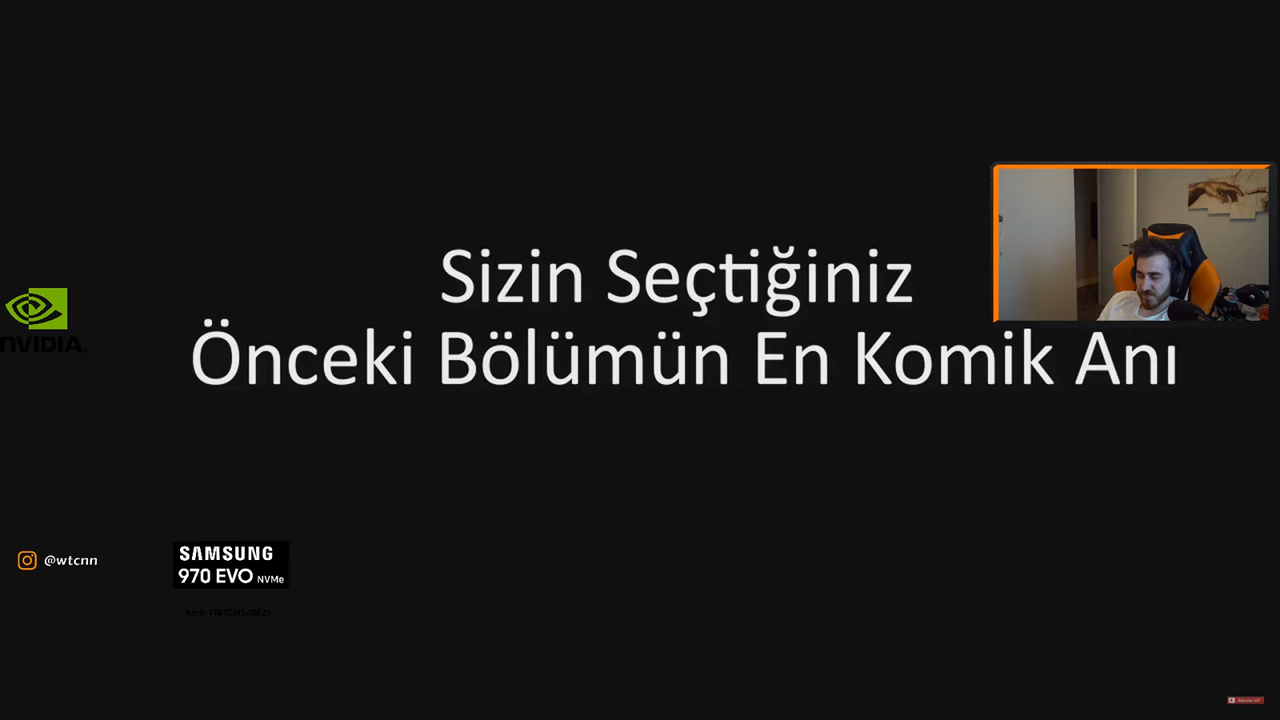 Sizin Seçtiğiniz
Önceki Bölümün En Komik Anı
NVIDIA.
@wtcnn
SAMSUNG
970 EVO NVMe